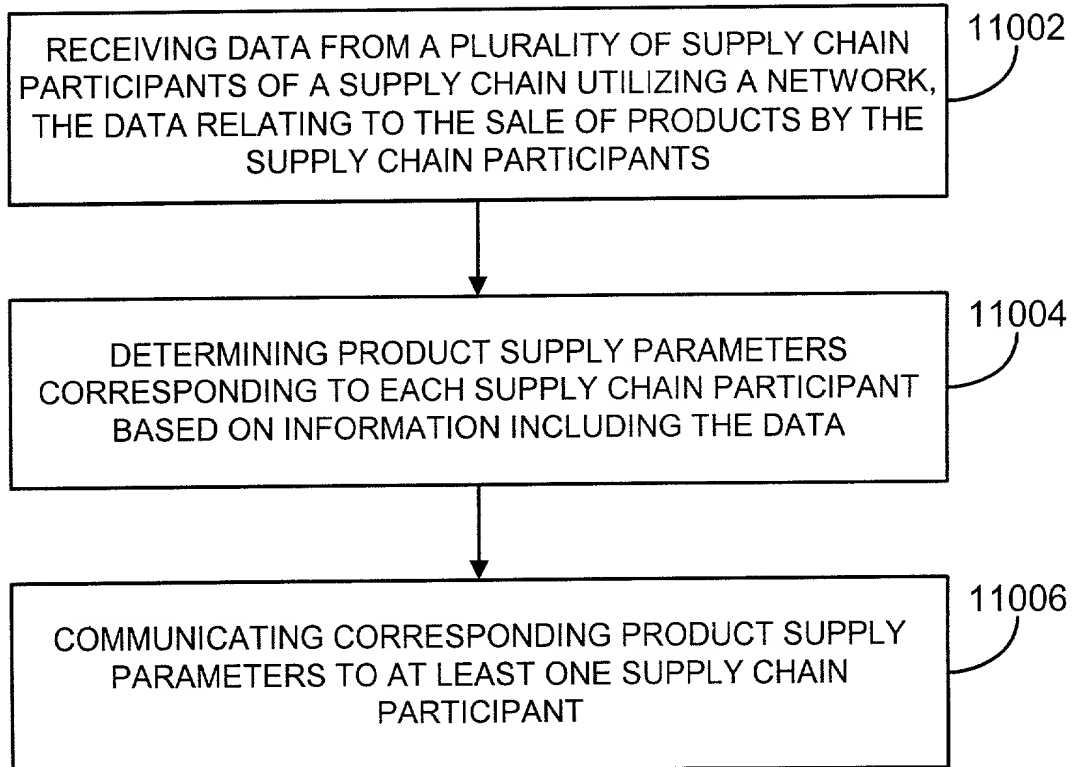 11002
RECEIVING DATA FROM A PLURALITY OF SUPPLY CHAIN
PARTICIPANTS OF A SUPPLY CHAIN UTILIZING A NETWORK,
THE DATA RELATING TO THE SALE OF PRODUCTS BY THE
SUPPLY CHAIN PARTICIPANTS
11004
DETERMINING PRODUCT SUPPLY PARAMETERS
CORRESPONDING TO EACH SUPPLY CHAIN PARTICIPANT
BASED ON INFORMATION INCLUDING THE DATA
11006
COMMUNICATING CORRESPONDING PRODUCT SUPPLY
PARAMETERS TO AT LEAST ONE SUPPLY CHAIN
PARTICIPANT